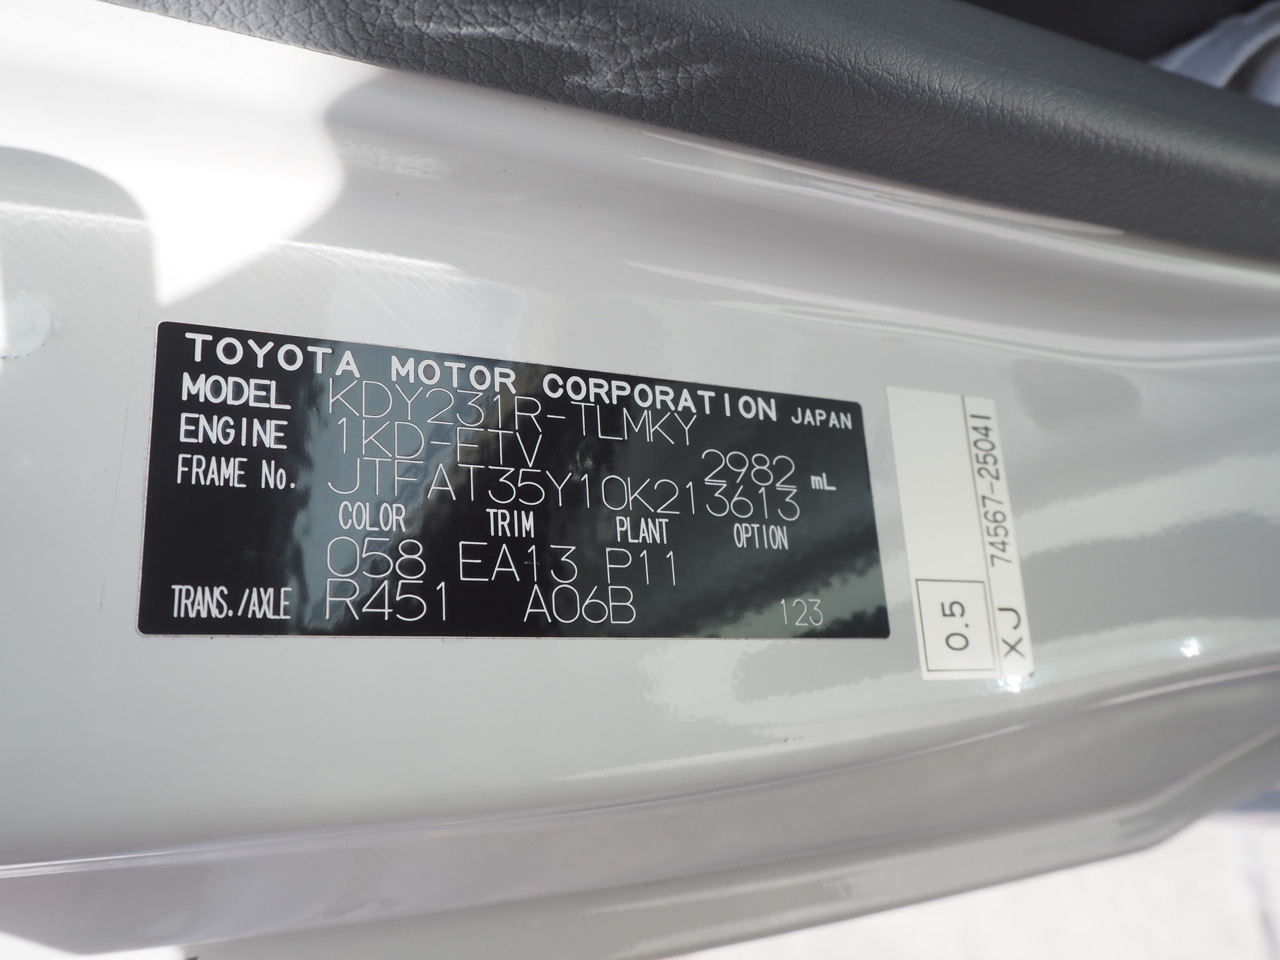 TOYOTA MOTOR CORPORATION JAPAN
MODEL KDY231R-TLMKY
ENGINE 1KD-FTV 2982 mL
FRAME No. JTFAT35Y10K213613
COLOR TRIM PLANT OPTION
058 EA13 P11
TRANS./AXLE R451 A06B 123
74567-25041
0.5
XJ